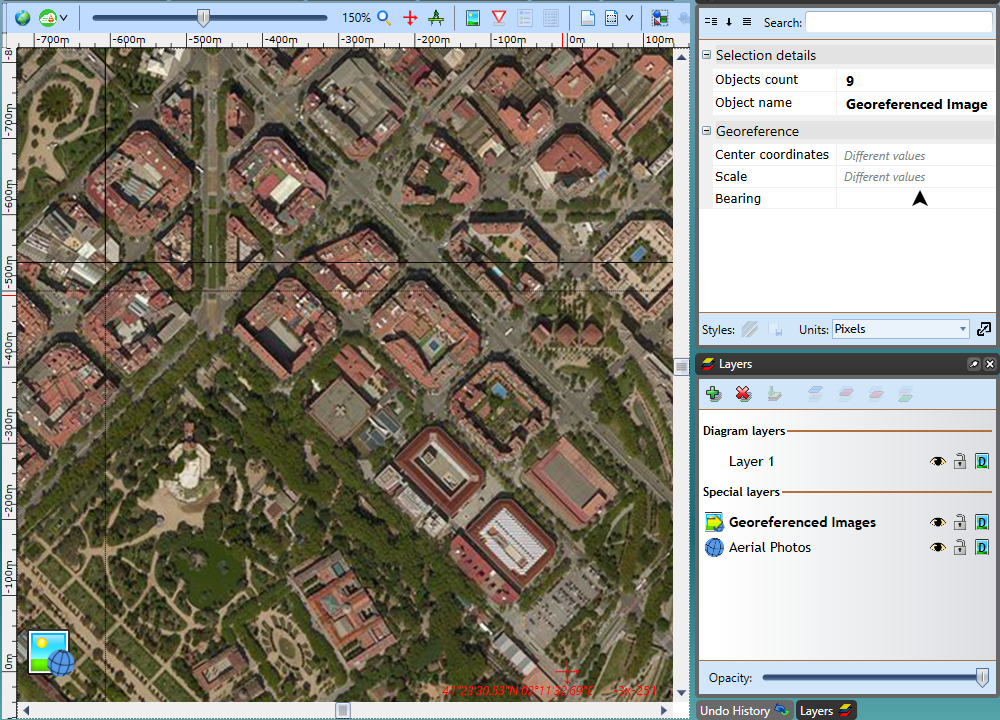 150%
Search:
-700m -600m -500m -400m -300m -200m -100m 0m 100m
Selection details
Objects count 9
Object name Georeferenced Image
Georeference
Center coordinates Different values
Scale Different values
Bearing
-700m
-600m
-500m
-400m
-300m
-200m
-100m
0m
Styles: Units: Pixels
Layers
Diagram layers
Layer 1
D
Special layers
Georeferenced Images
D
Aerial Photos
D
Opacity:
Undo History Layers